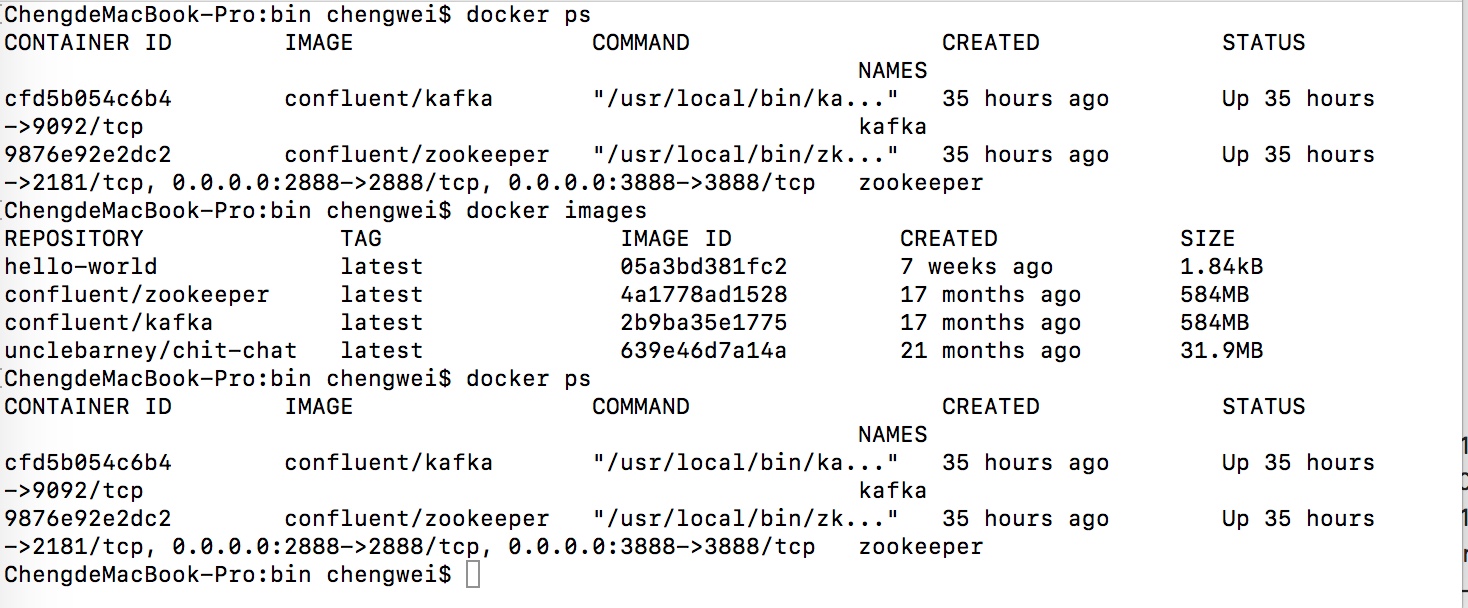 ChengdeMacBook-Pro:bin chengwei$ docker ps
CONTAINER ID        IMAGE                 COMMAND                  CREATED             STATUS
                                                             NAMES
cfd5b054c6b4        confluent/kafka       "/usr/local/bin/ka..."   35 hours ago        Up 35 hours
->9092/tcp                                                   kafka
9876e92e2dc2        confluent/zookeeper   "/usr/local/bin/zk..."   35 hours ago        Up 35 hours
->2181/tcp, 0.0.0.0:2888->2888/tcp, 0.0.0.0:3888->3888/tcp   zookeeper
ChengdeMacBook-Pro:bin chengwei$ docker images
REPOSITORY              TAG                 IMAGE ID            CREATED             SIZE
hello-world             latest              05a3bd381fc2        7 weeks ago         1.84kB
confluent/zookeeper     latest              4a1778ad1528        17 months ago       584MB
confluent/kafka         latest              2b9ba35e1775        17 months ago       584MB
unclebarney/chit-chat   latest              639e46d7a14a        21 months ago       31.9MB
ChengdeMacBook-Pro:bin chengwei$ docker ps
CONTAINER ID        IMAGE                 COMMAND                  CREATED             STATUS
                                                             NAMES
cfd5b054c6b4        confluent/kafka       "/usr/local/bin/ka..."   35 hours ago        Up 35 hours
->9092/tcp                                                   kafka
9876e92e2dc2        confluent/zookeeper   "/usr/local/bin/zk..."   35 hours ago        Up 35 hours
->2181/tcp, 0.0.0.0:2888->2888/tcp, 0.0.0.0:3888->3888/tcp   zookeeper
ChengdeMacBook-Pro:bin chengwei$